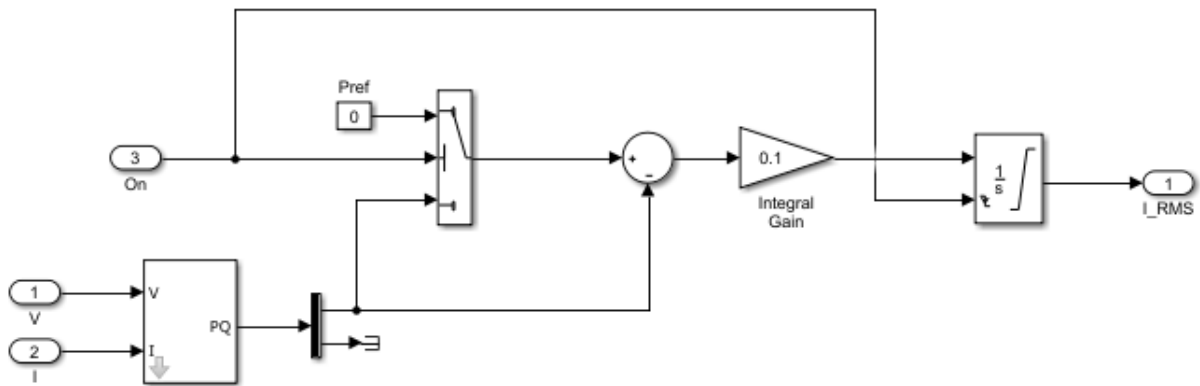 Pref
0
3
On
+
-
0.1
Integral
Gain
1
s
1
I_RMS
1
V
V
PQ
2
I
I